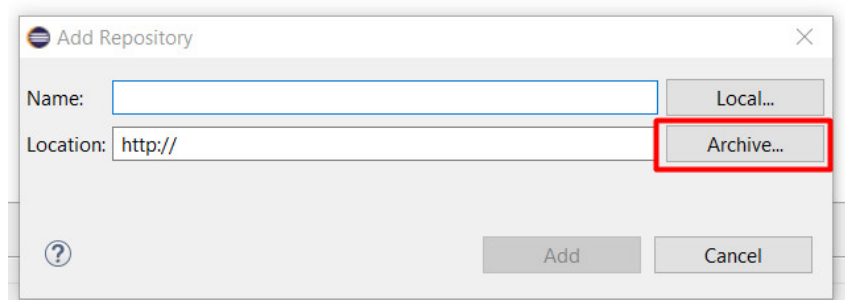 Add Repository
Name: Local...
Location: http:// Archive...
? Add Cancel